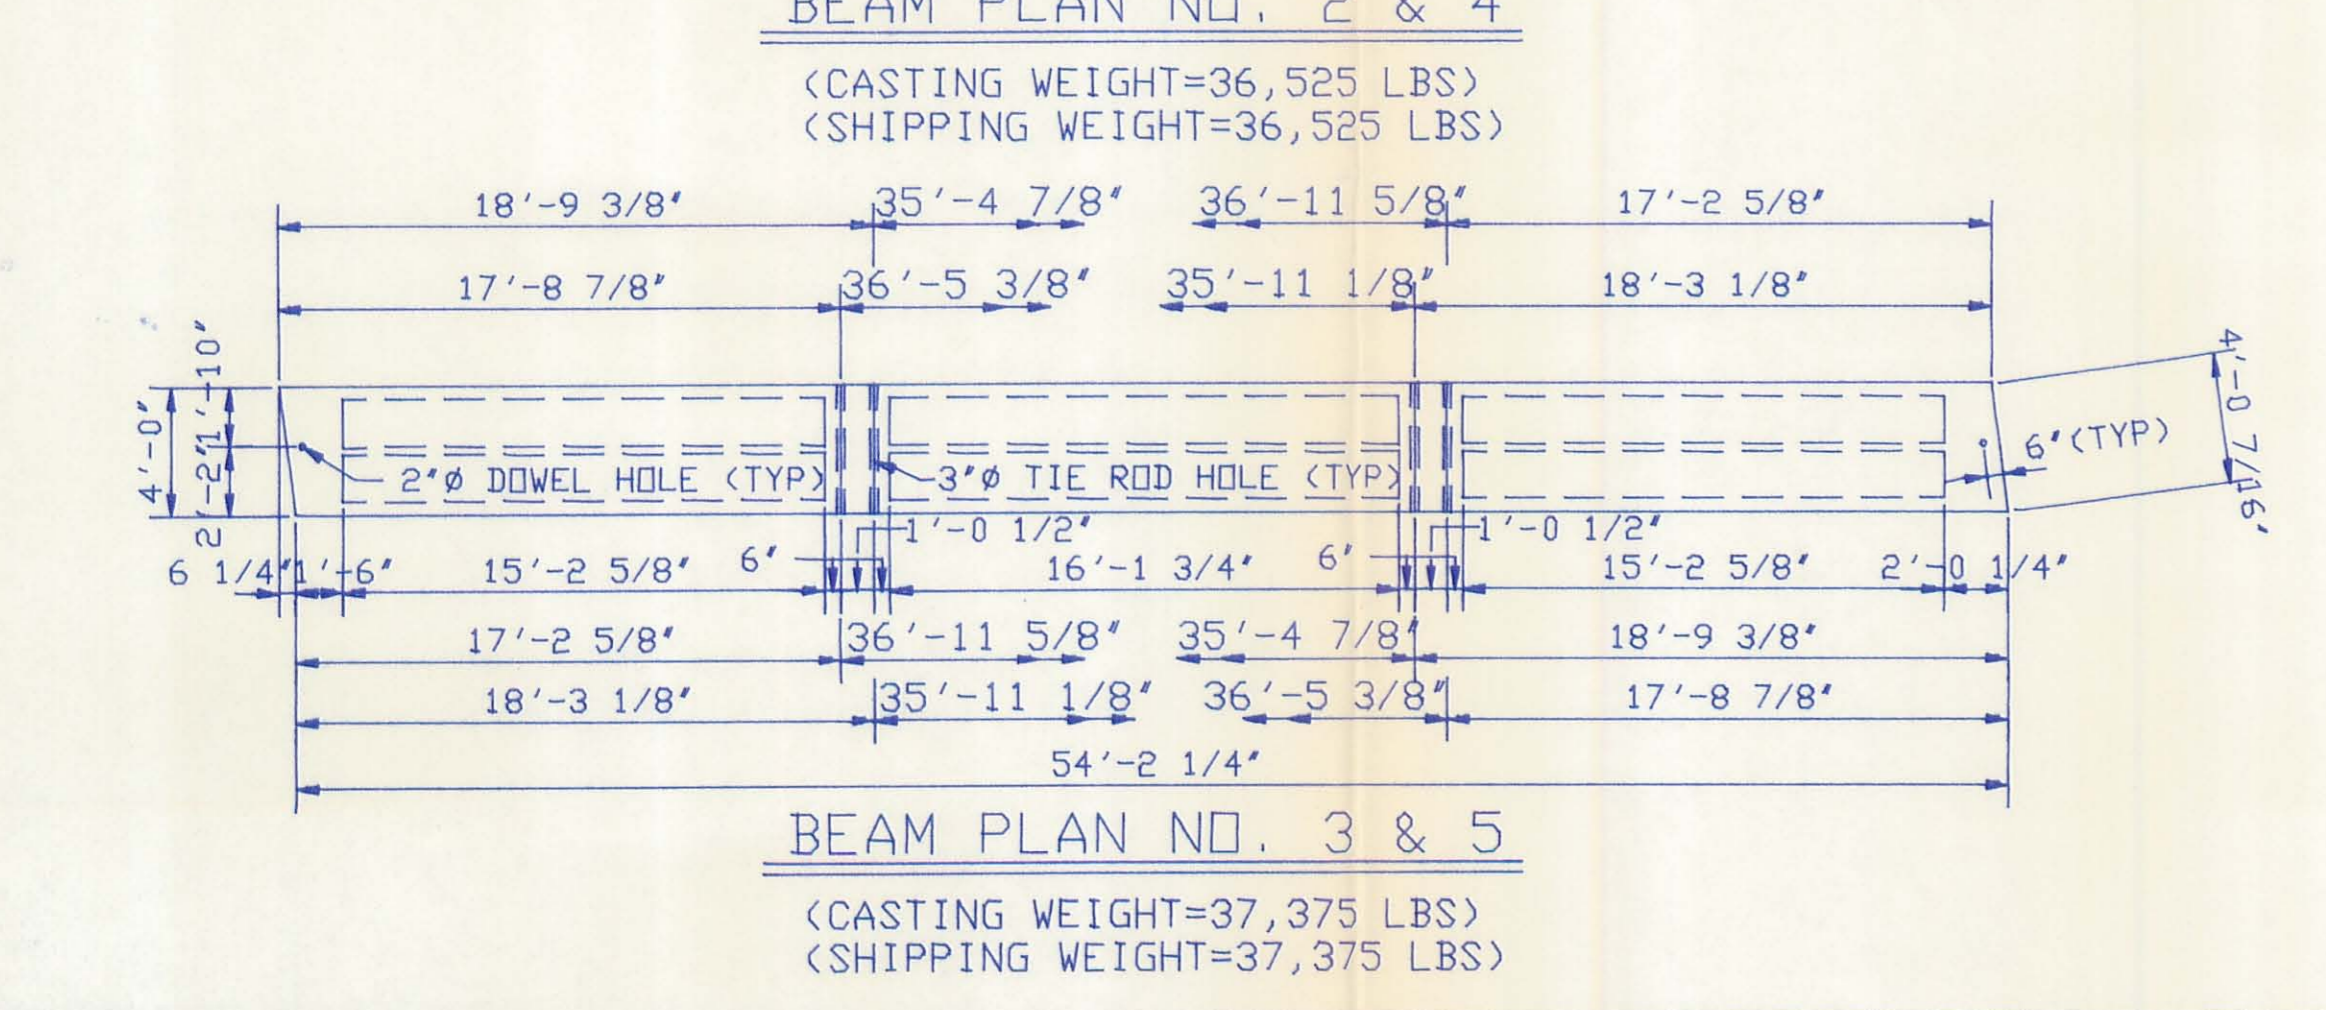 BEAM PLAN NO. 2 & 4
(CASTING WEIGHT=36,525 LBS)
(SHIPPING WEIGHT=36,525 LBS)
18'-9 3/8" 35'-4 7/8" 36'-11 5/8" 17'-2 5/8"
17'-8 7/8" 36'-5 3/8" 35'-11 1/8" 18'-3 1/8"
4'-0"
1'-10"
2'-2"
2"Ø DOWEL HOLE (TYP)
3"Ø TIE ROD HOLE (TYP)
6"(TYP)
4'-0 7/16"
1'-0 1/2" 1'-0 1/2"
6 1/4" 1'-6" 15'-2 5/8" 6" 16'-1 3/4" 6" 15'-2 5/8" 2'-0 1/4"
17'-2 5/8" 36'-11 5/8" 35'-4 7/8" 18'-9 3/8"
18'-3 1/8" 35'-11 1/8" 36'-5 3/8" 17'-8 7/8"
54'-2 1/4"
BEAM PLAN NO. 3 & 5
(CASTING WEIGHT=37,375 LBS)
(SHIPPING WEIGHT=37,375 LBS)